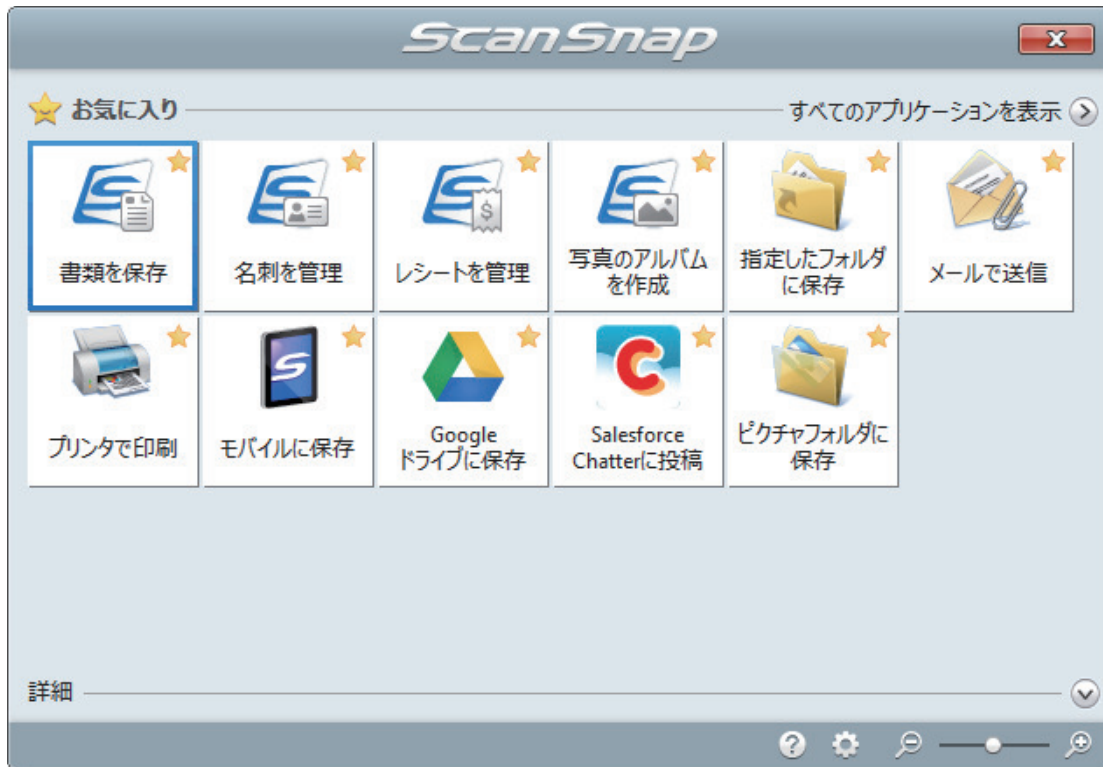 ScanSnap
お気に入り
すべてのアプリケーションを表示
書類を保存
名刺を管理
レシートを管理
写真のアルバム
を作成
指定したフォルダ
に保存
メールで送信
プリンタで印刷
モバイルに保存
Google
ドライブに保存
Salesforce
Chatterに投稿
ピクチャフォルダに
保存
詳細